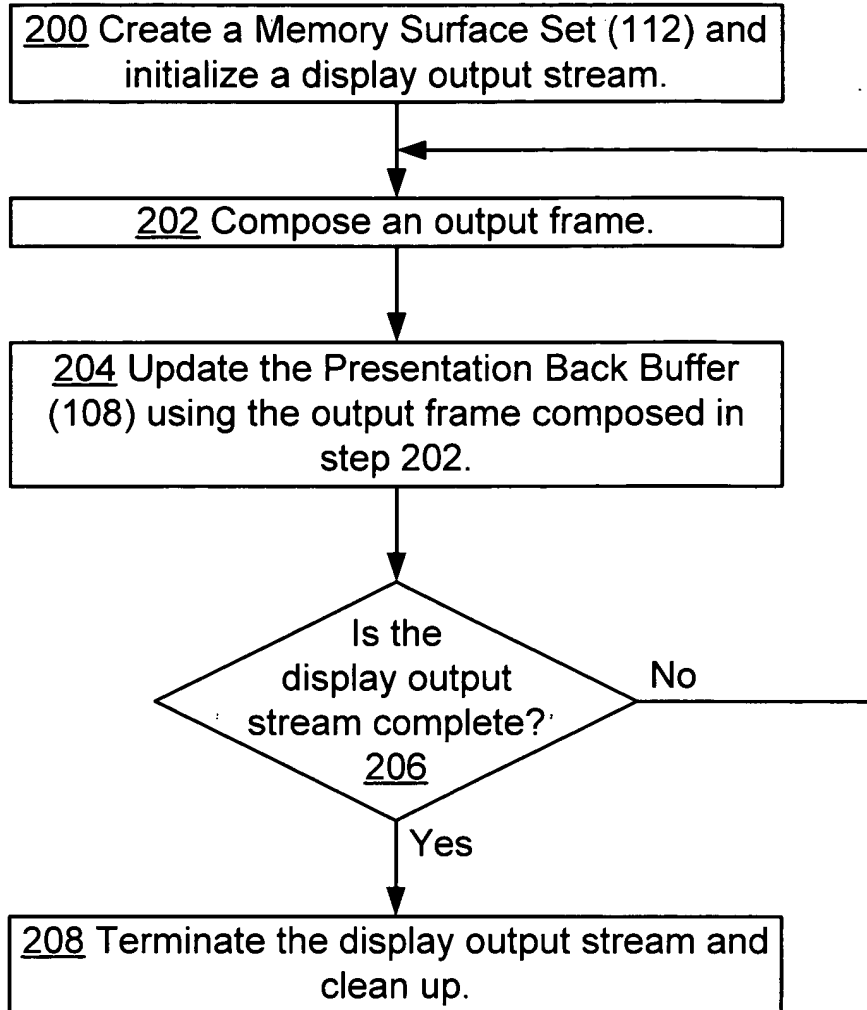 200 Create a Memory Surface Set (112) and
initialize a display output stream.
202 Compose an output frame.
204 Update the Presentation Back Buffer
(108) using the output frame composed in
step 202.
Is the
display output
stream complete?
206
No
Yes
208 Terminate the display output stream and
clean up.